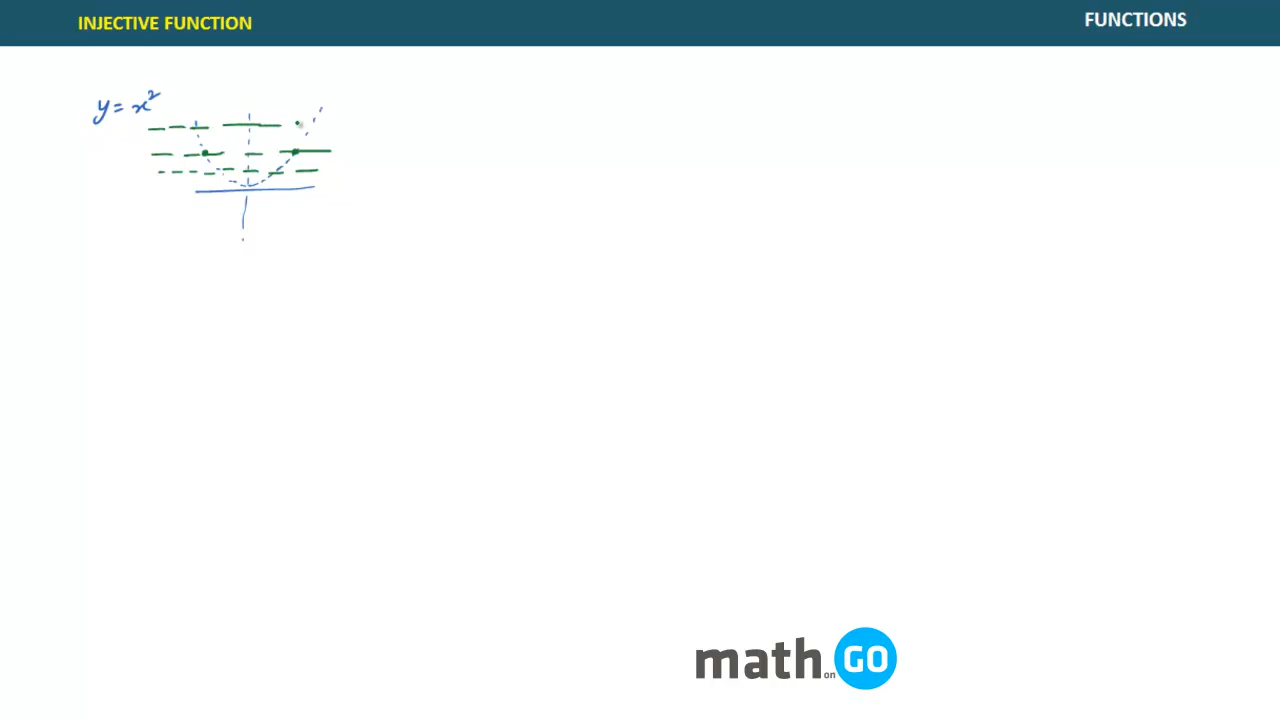 INJECTIVE FUNCTION
FUNCTIONS
y = x²
math on GO